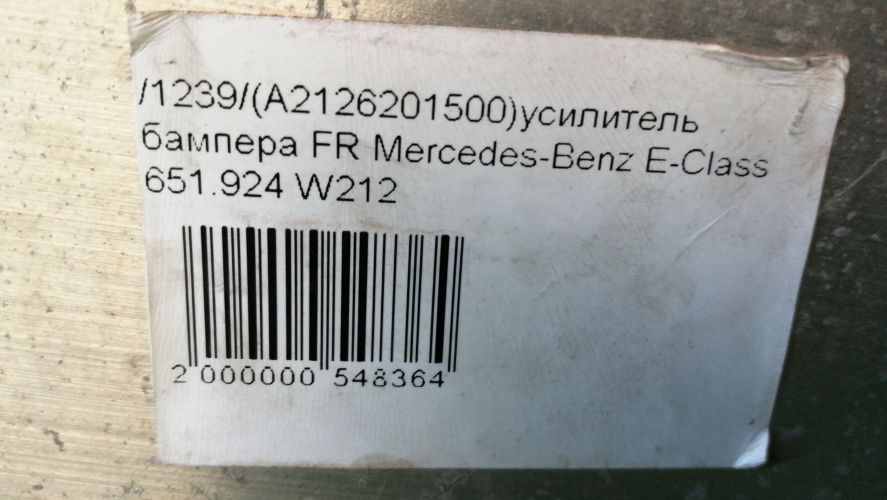 /1239/(A2126201500)усилитель
бампера FR Mercedes-Benz E-Class
651.924 W212
2 000000 548364